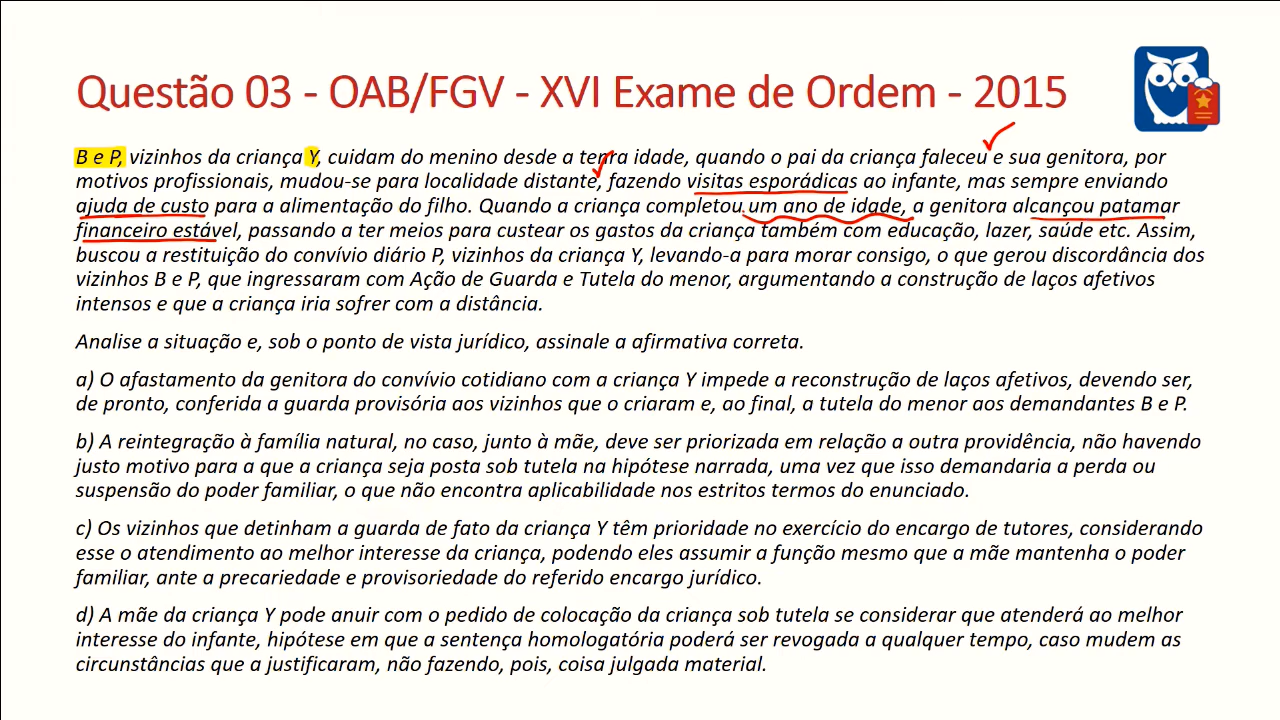 Questão 03 - OAB/FGV - XVI Exame de Ordem - 2015
B e P, vizinhos da criança Y, cuidam do menino desde a tenra idade, quando o pai da criança faleceu e sua genitora, por
motivos profissionais, mudou-se para localidade distante, fazendo visitas esporádicas ao infante, mas sempre enviando
ajuda de custo para a alimentação do filho. Quando a criança completou um ano de idade, a genitora alcançou patamar
financeiro estável, passando a ter meios para custear os gastos da criança também com educação, lazer, saúde etc. Assim,
buscou a restituição do convívio diário P, vizinhos da criança Y, levando-a para morar consigo, o que gerou discordância dos
vizinhos B e P, que ingressaram com Ação de Guarda e Tutela do menor, argumentando a construção de laços afetivos
intensos e que a criança iria sofrer com a distância.
Analise a situação e, sob o ponto de vista jurídico, assinale a afirmativa correta.
a) O afastamento da genitora do convívio cotidiano com a criança Y impede a reconstrução de laços afetivos, devendo ser,
de pronto, conferida a guarda provisória aos vizinhos que o criaram e, ao final, a tutela do menor aos demandantes B e P.
b) A reintegração à família natural, no caso, junto à mãe, deve ser priorizada em relação a outra providência, não havendo
justo motivo para a que a criança seja posta sob tutela na hipótese narrada, uma vez que isso demandaria a perda ou
suspensão do poder familiar, o que não encontra aplicabilidade nos estritos termos do enunciado.
c) Os vizinhos que detinham a guarda de fato da criança Y têm prioridade no exercício do encargo de tutores, considerando
esse o atendimento ao melhor interesse da criança, podendo eles assumir a função mesmo que a mãe mantenha o poder
familiar, ante a precariedade e provisoriedade do referido encargo jurídico.
d) A mãe da criança Y pode anuir com o pedido de colocação da criança sob tutela se considerar que atenderá ao melhor
interesse do infante, hipótese em que a sentença homologatória poderá ser revogada a qualquer tempo, caso mudem as
circunstâncias que a justificaram, não fazendo, pois, coisa julgada material.